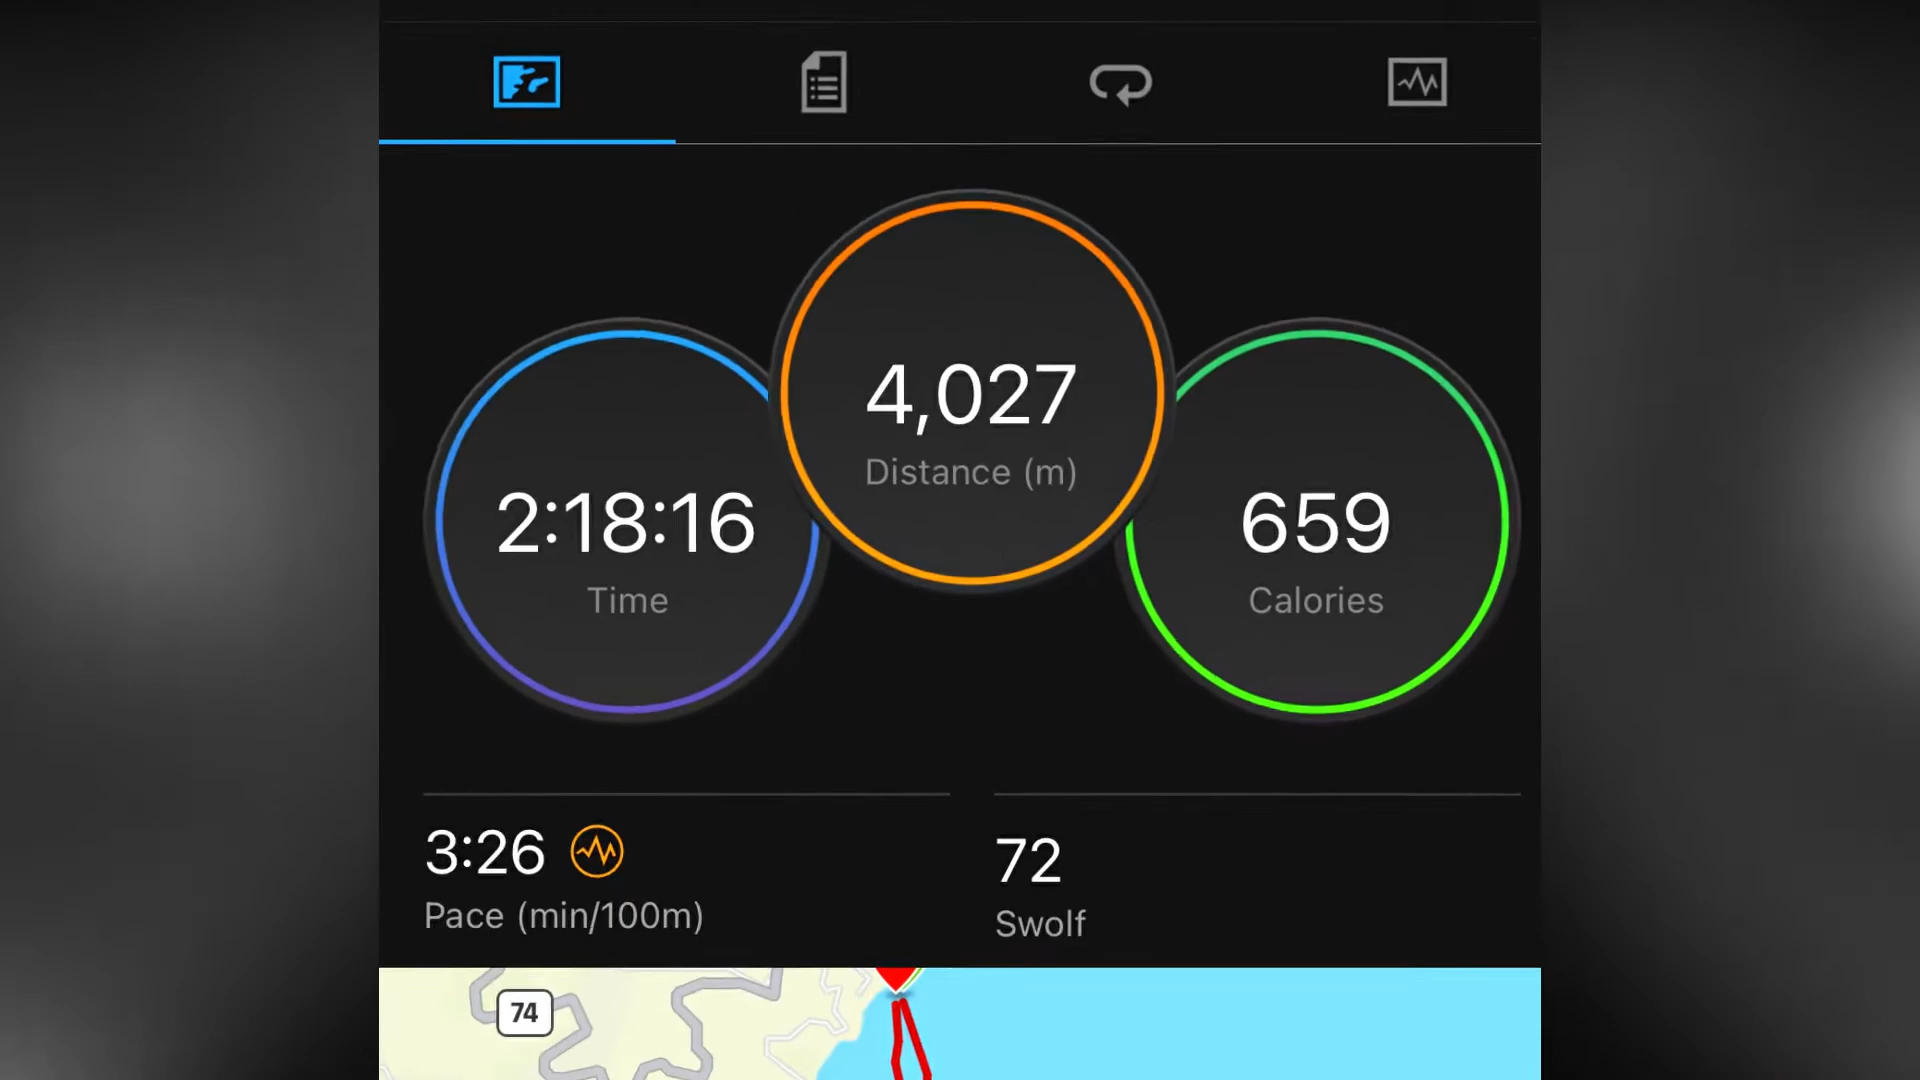 4,027
Distance (m)
2:18:16
Time
659
Calories
3:26
Pace (min/100m)
72
Swolf
74